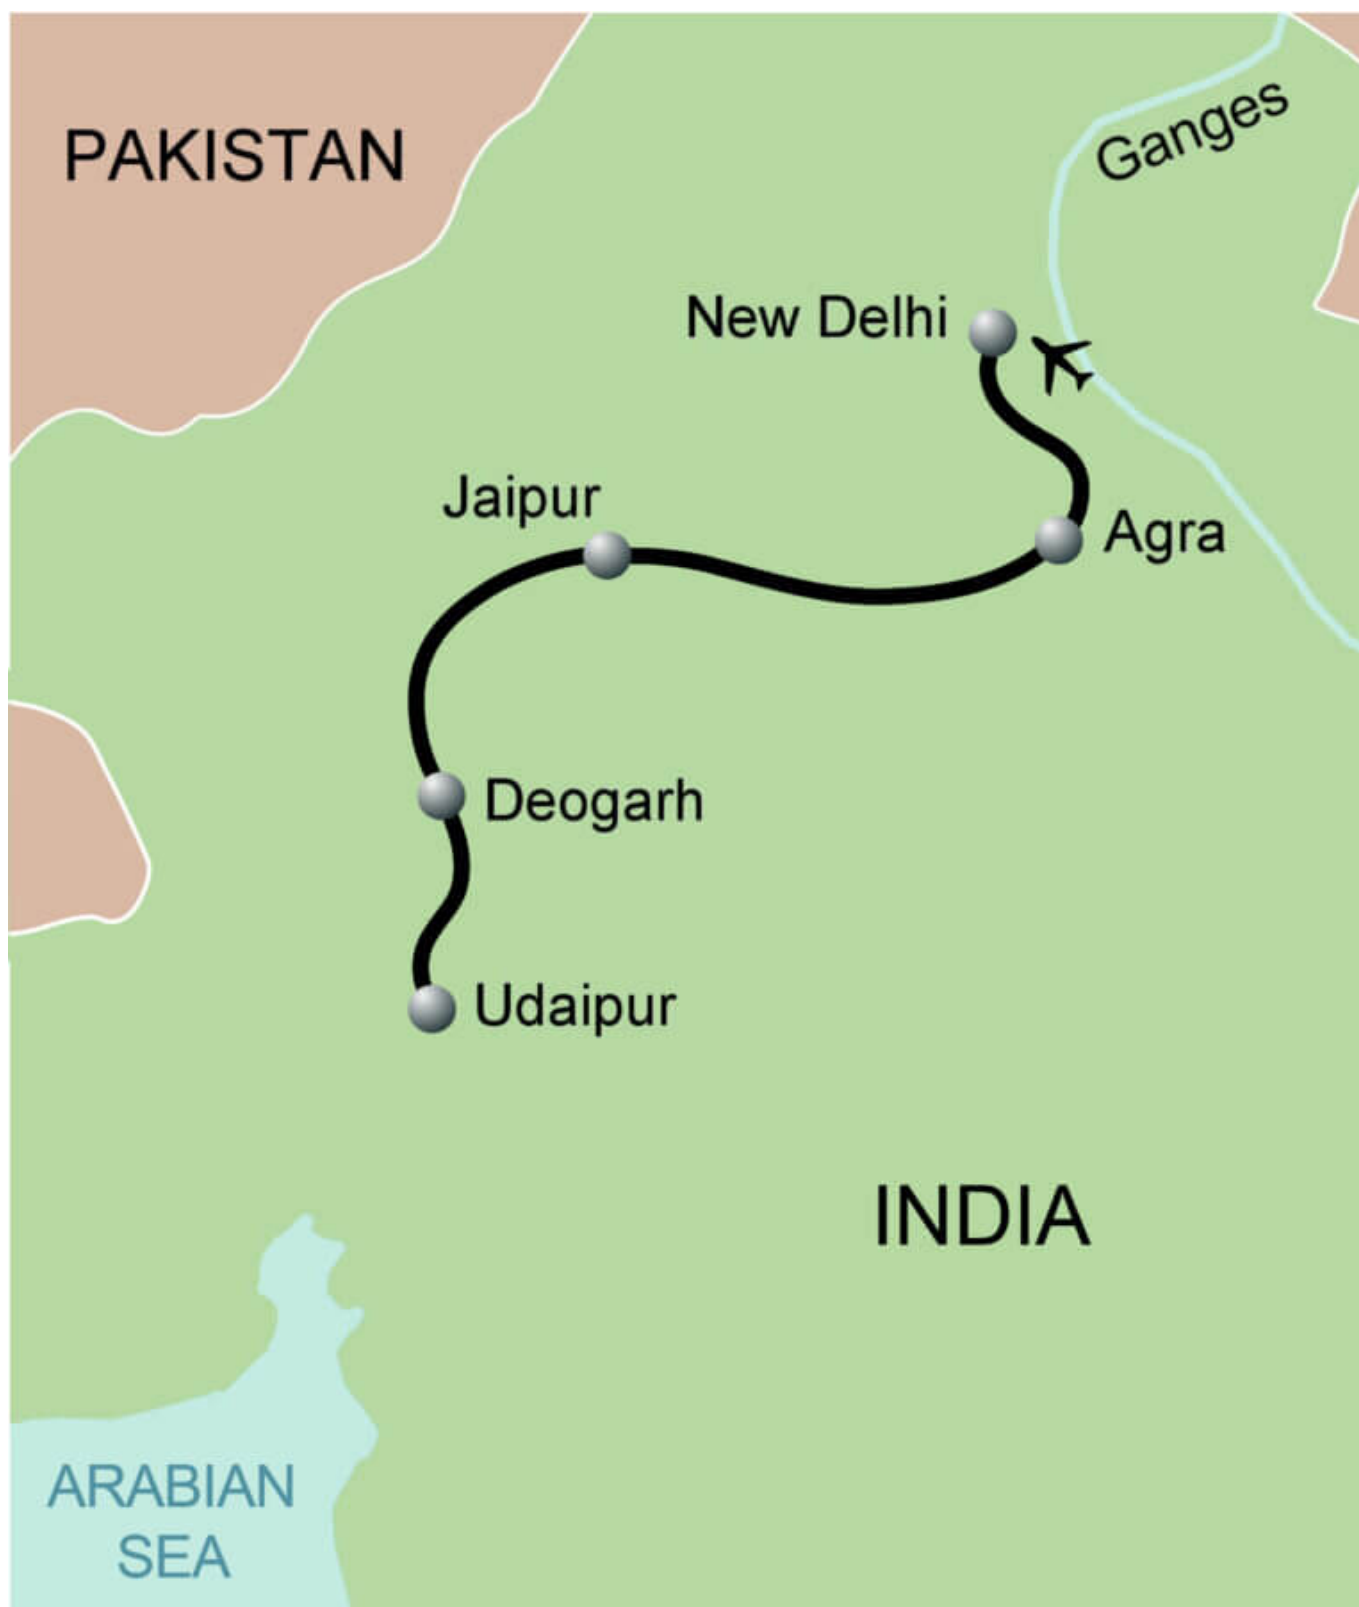 PAKISTAN
Ganges
New Delhi
Jaipur
Agra
Deogarh
Udaipur
INDIA
ARABIAN
SEA